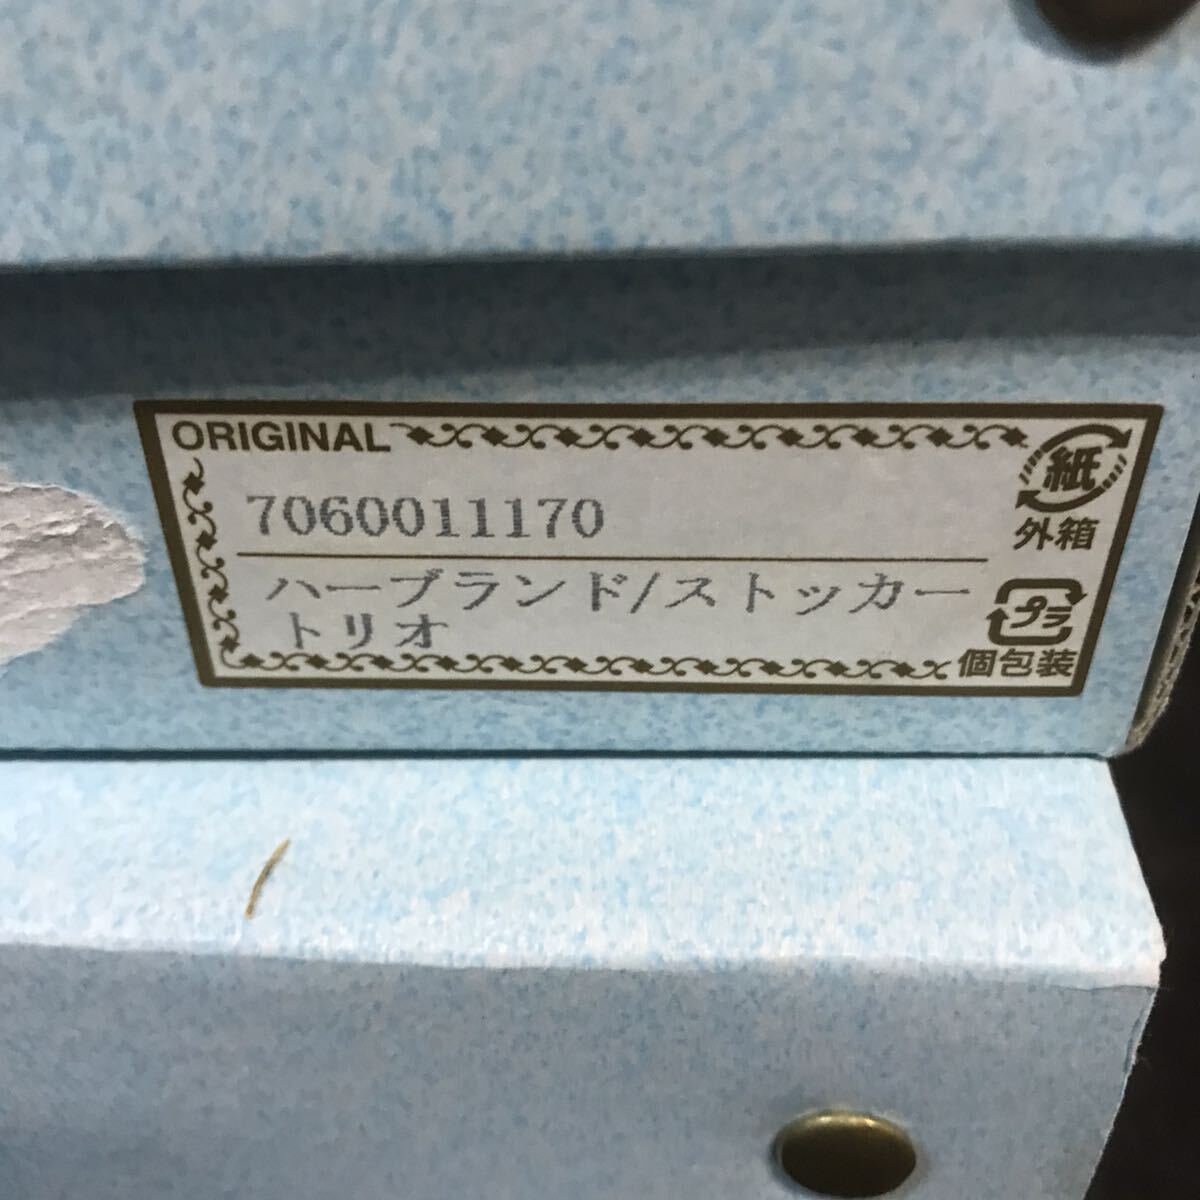 ORIGINAL
7060011170
ハーブランド/ストッカー
トリオ
紙
外箱
プラ
個包装